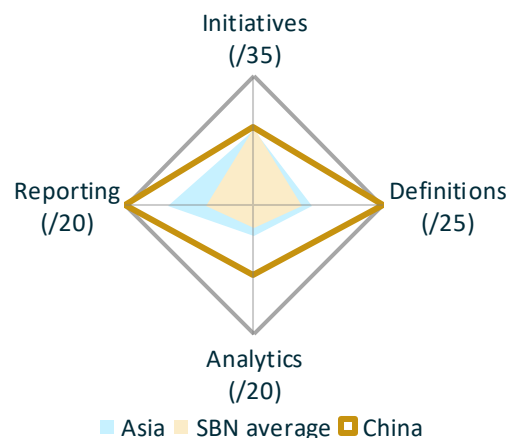 Initiatives
(/35)
Reporting
(/20)
Definitions
(/25)
Analytics
(/20)
Asia SBN average China